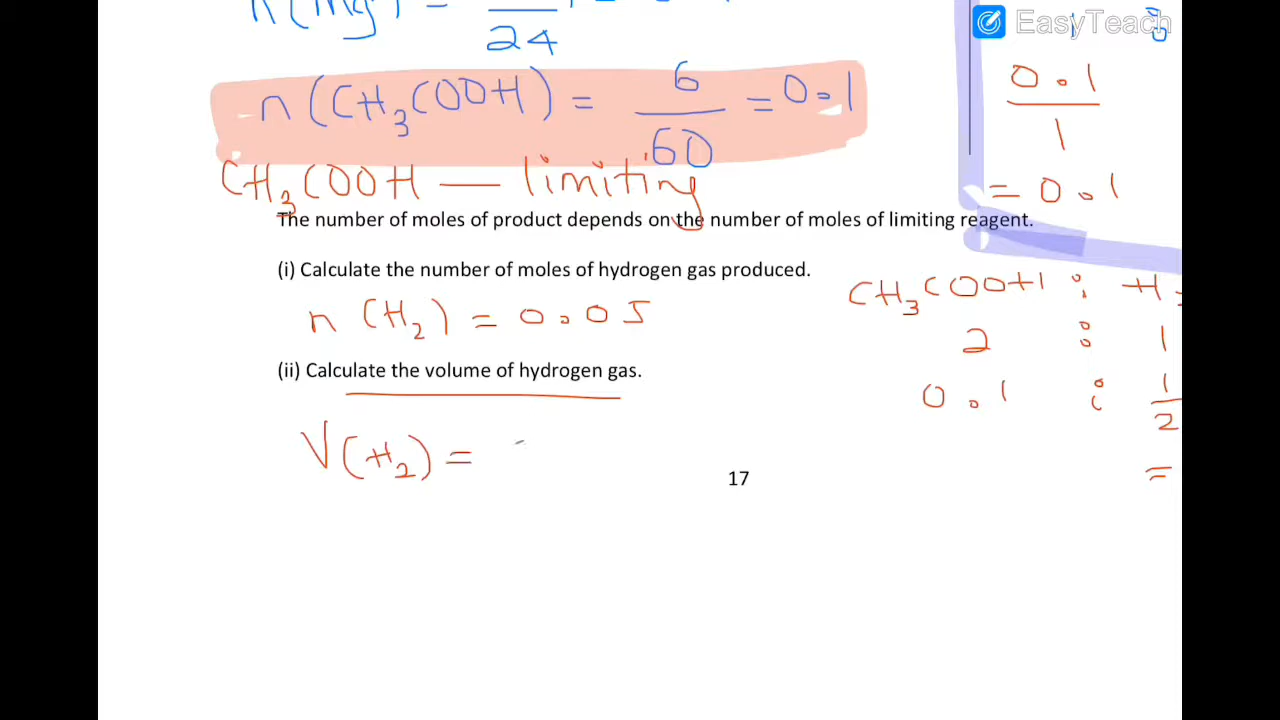 n(Mg) =
24
EasyTeach
n(CH₃COOH) = 6/60 = 0.1
0.1/1
= 0.1
CH₃COOH — limiting
The number of moles of product depends on the number of moles of limiting reagent.
(i) Calculate the number of moles of hydrogen gas produced.
n (H₂) = 0.05
CH₃COOH : H
2 : 1
0.1 : 1/2
=
(ii) Calculate the volume of hydrogen gas.
V(H₂) =
17